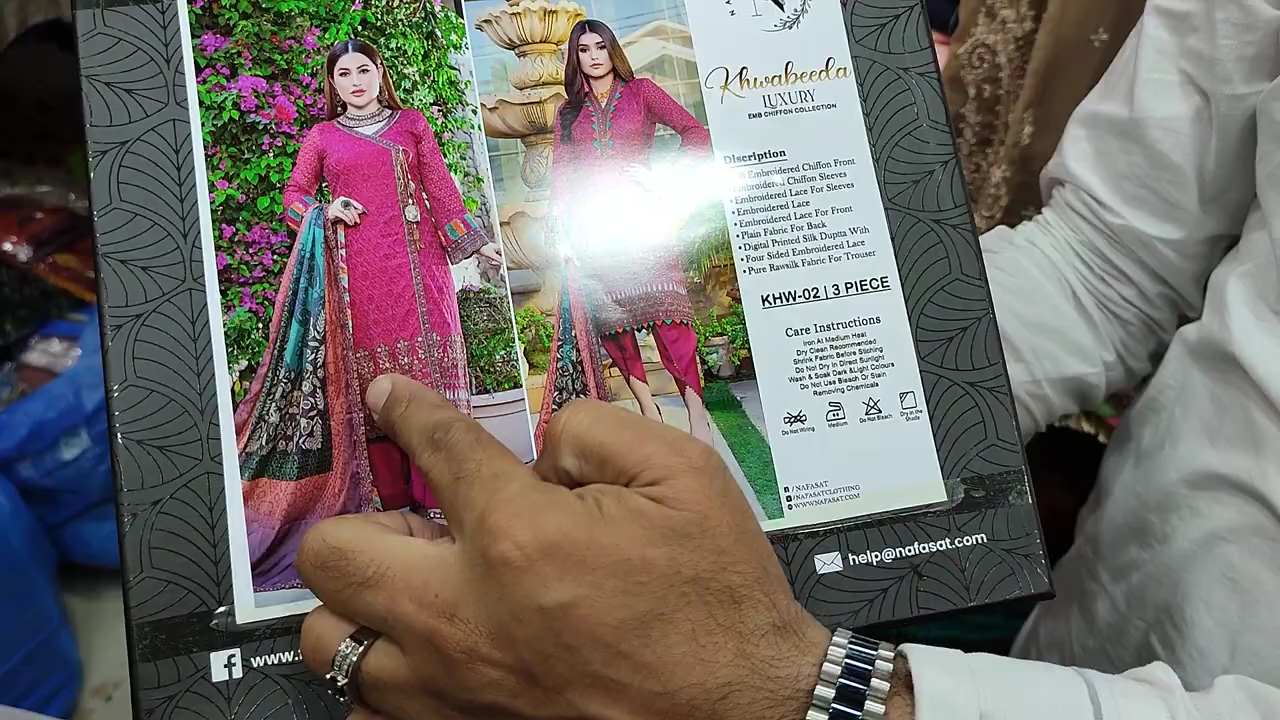 Khwabeeda
LUXURY
EMB CHIFFON COLLECTION
Discription
Embroidered Chiffon Front
Embroidered Chiffon Sleeves
• Embroidered Lace For Sleeves
• Embroidered Lace
• Embroidered Lace For Front
• Plain Fabric For Back
• Digital Printed Silk Duptta With
• Four Sided Embroidered Lace
• Pure Rawsilk Fabric For Trouser
KHW-02 | 3 PIECE
Care Instructions
Iron At Medium Heat
Dry Clean Recommended
Shrink Fabric Before Stiching
Do Not Dry In Direct Sunlight
Wash & Soak Dark &Light Colours
Do Not Use Bleach Or Stain
Removing Chemicals
Do Not Wiring
Medium
Do Not Bleach
Dry in the
Shade
/NAFASAT
/NAFASATCLOTHING
WWW.NAFASAT.COM
help@nafasat.com
www.